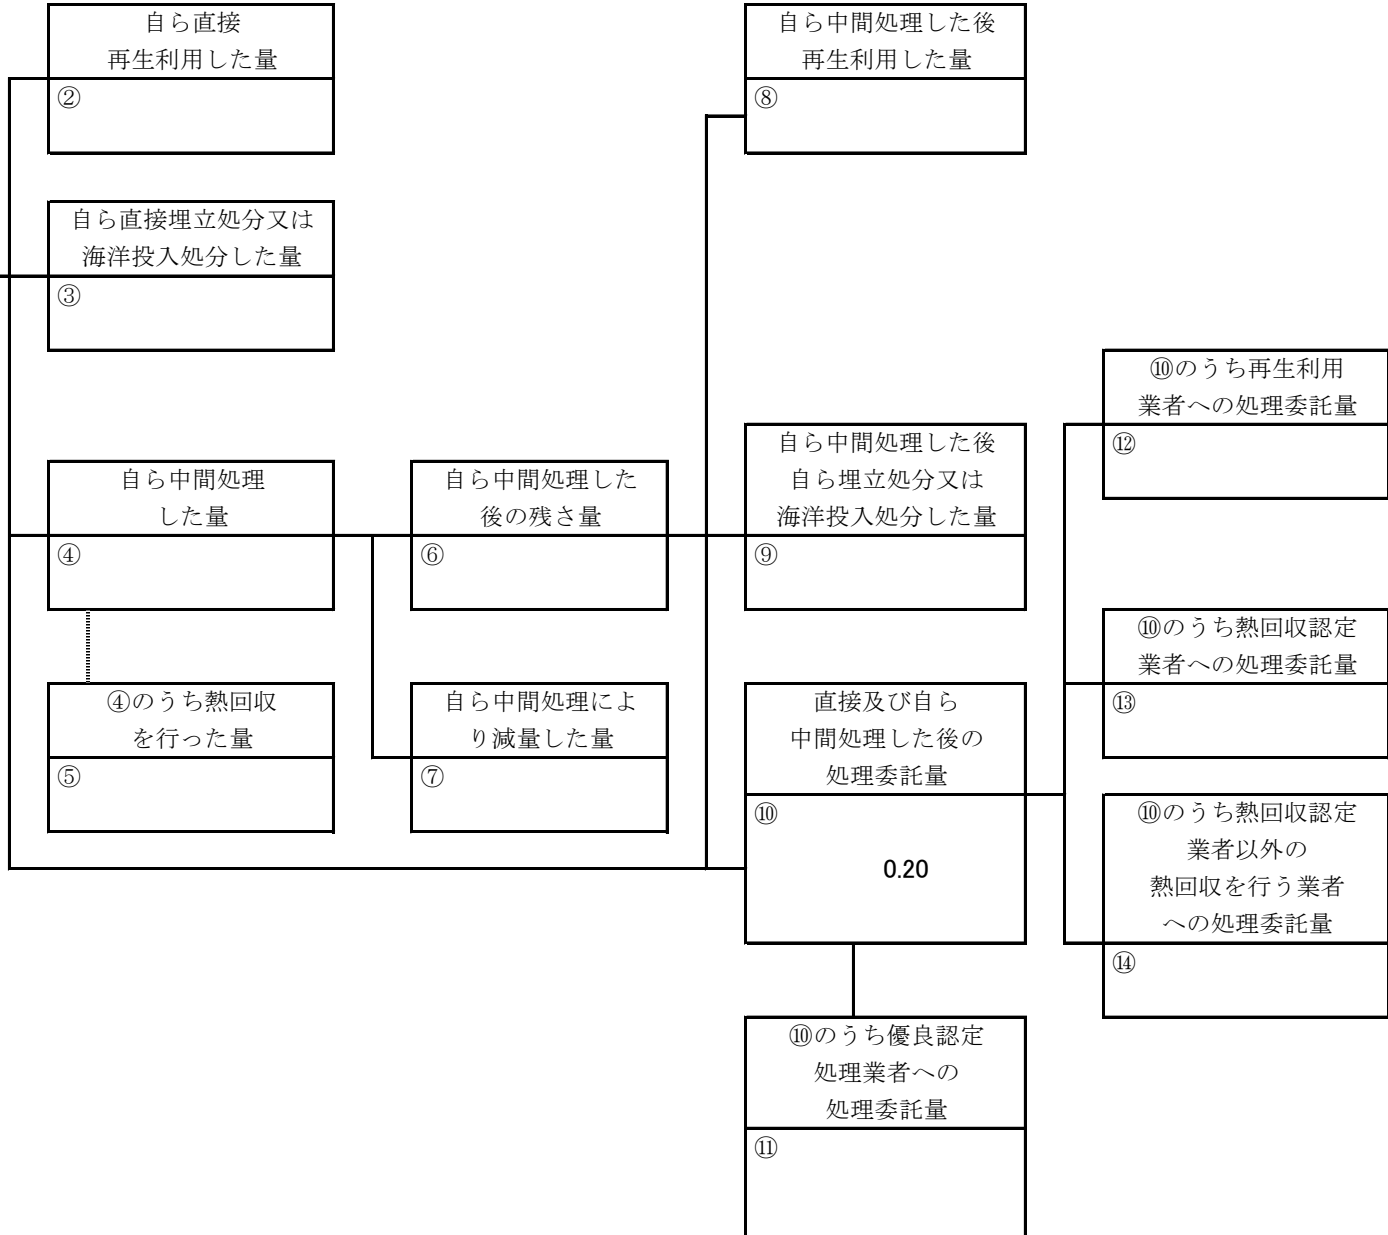 自ら直接
再生利用した量
②
自ら中間処理した後
再生利用した量
⑧
自ら直接埋立処分又は
海洋投入処分した量
③
⑩のうち再生利用
業者への処理委託量
⑫
自ら中間処理
した量
④
自ら中間処理した
後の残さ量
⑥
自ら中間処理した後
自ら埋立処分又は
海洋投入処分した量
⑨
⑩のうち熱回収認定
業者への処理委託量
⑬
④のうち熱回収
を行った量
⑤
自ら中間処理によ
り減量した量
⑦
直接及び自ら
中間処理した後の
処理委託量
⑩
0.20
⑩のうち熱回収認定
業者以外の
熱回収を行う業者
への処理委託量
⑭
⑩のうち優良認定
処理業者への
処理委託量
⑪